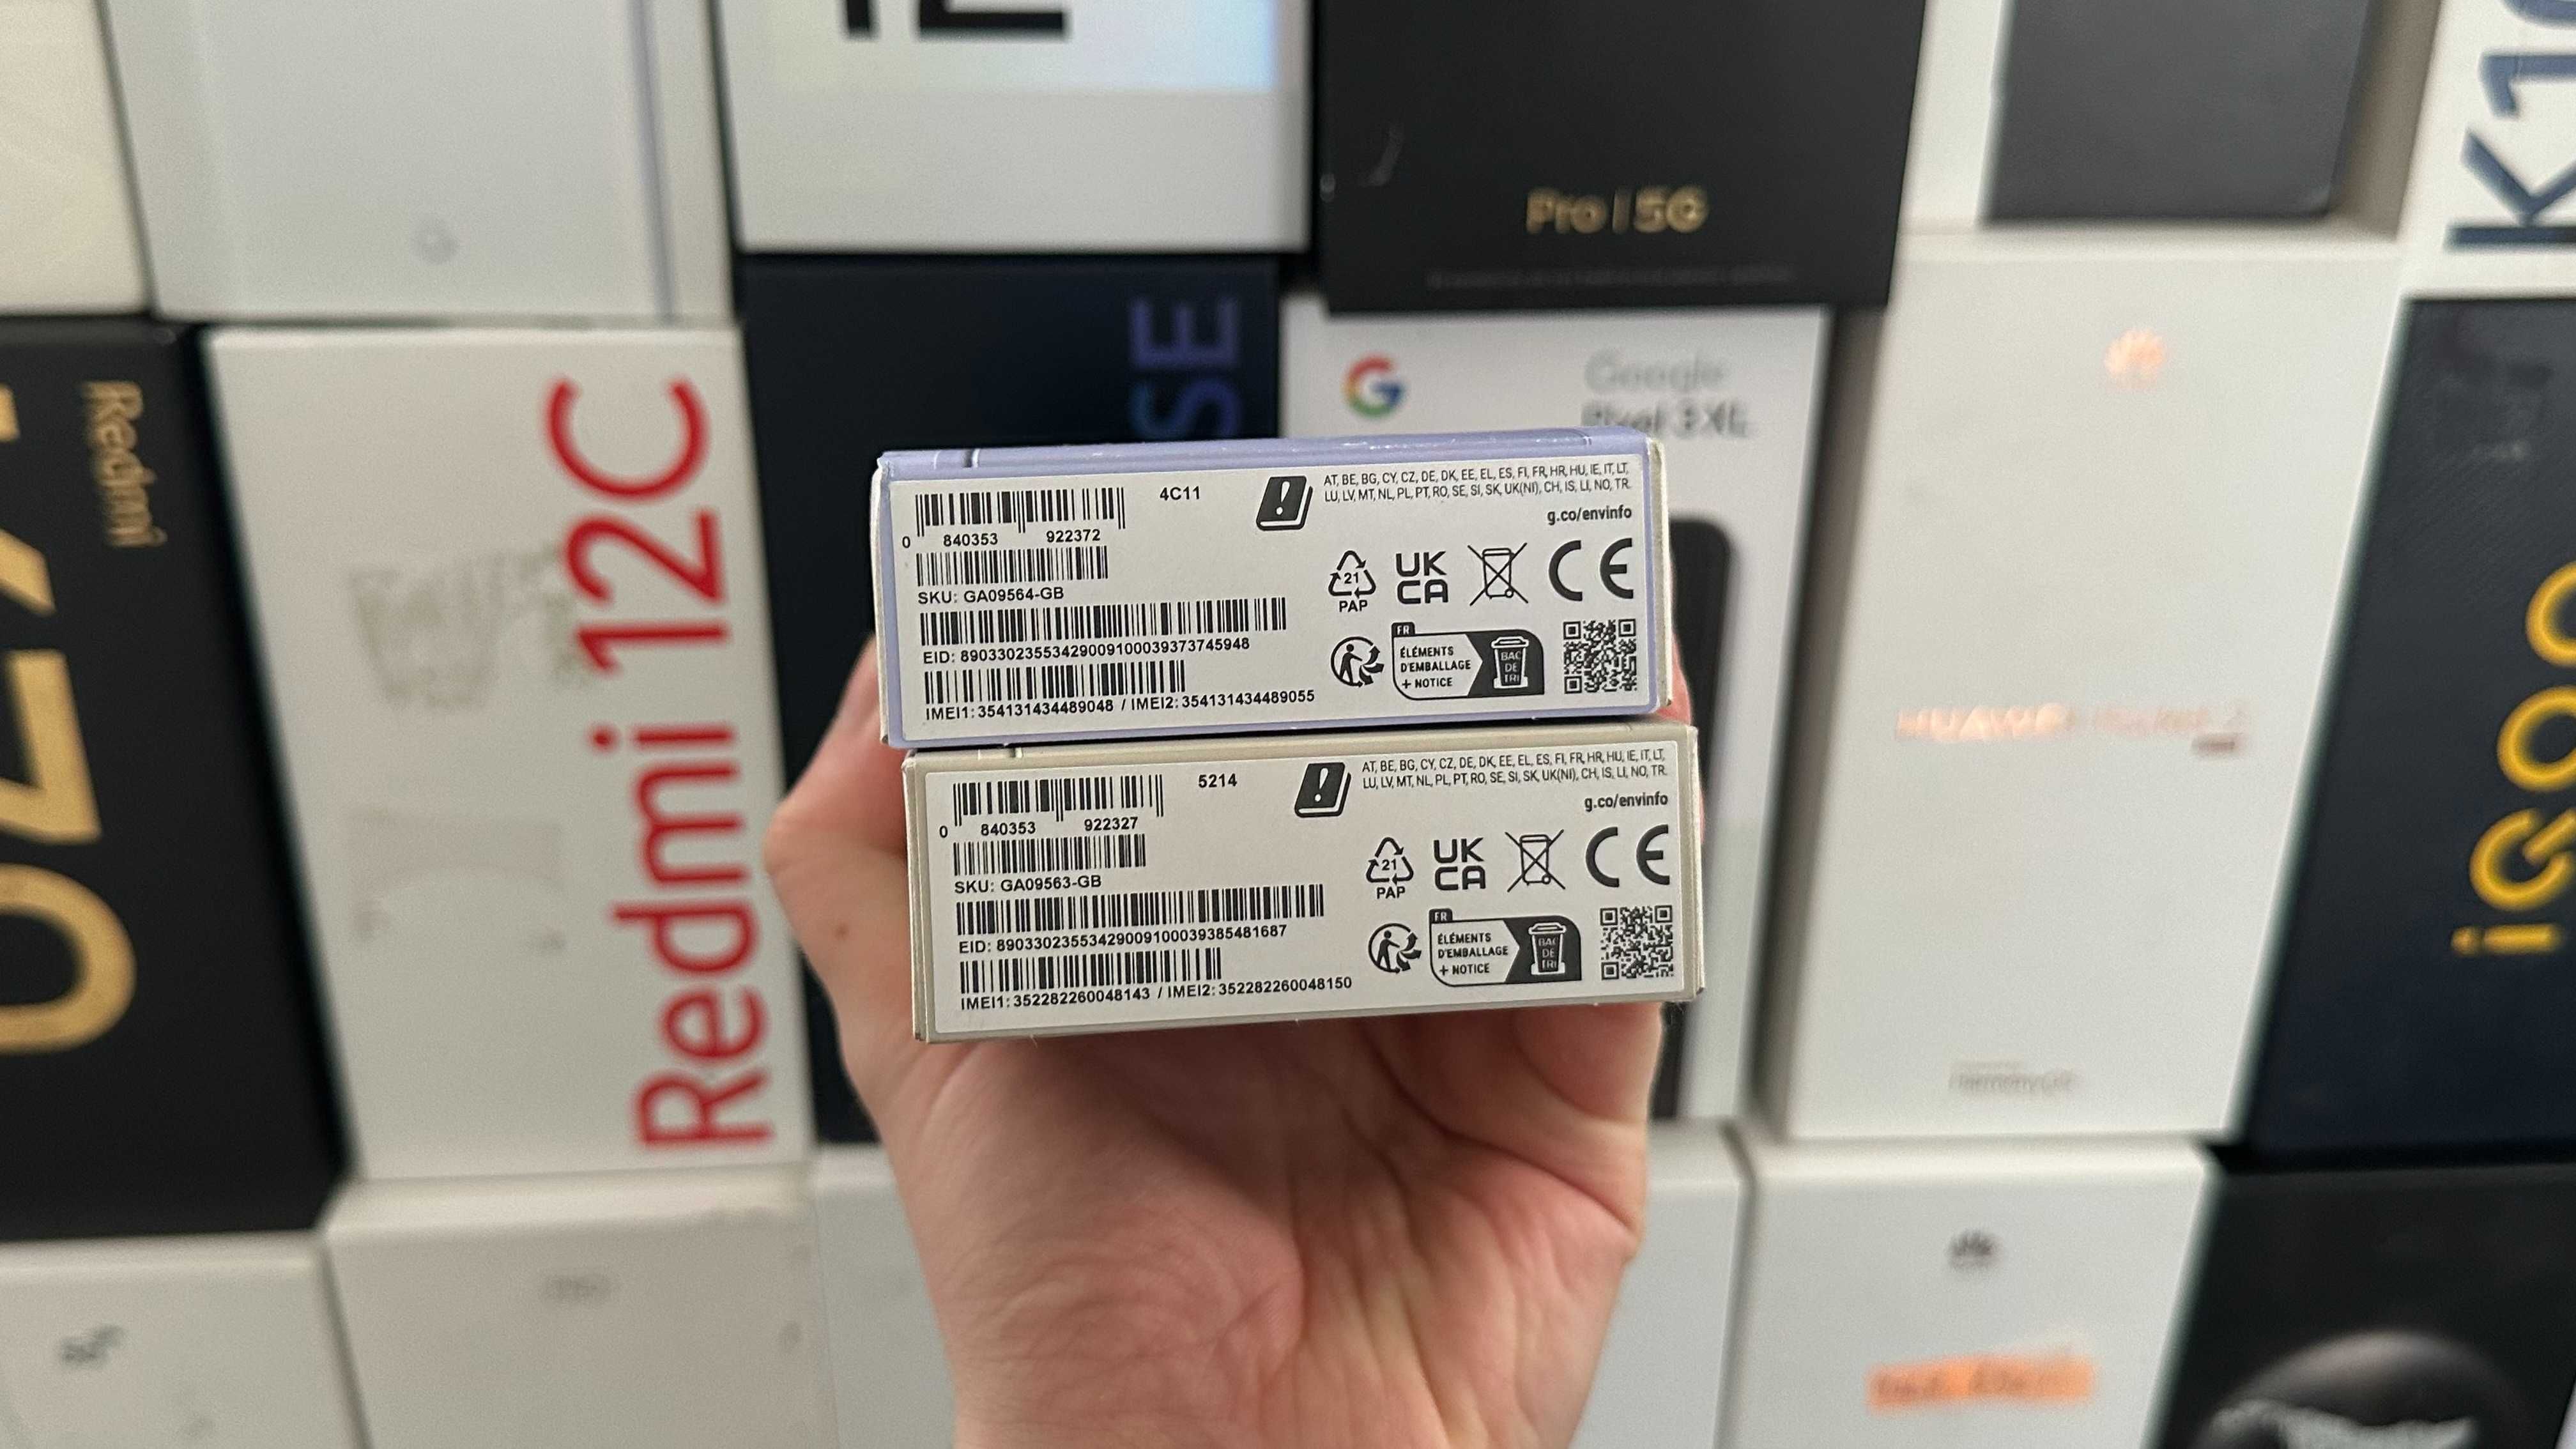 Pro | 5G
K10
Redmi
Redmi 12C
SE
G
Google
Pixel 3XL
4C11
AT, BE, BG, CY, CZ, DE, DK, EE, EL, ES, FI, FR, HR, HU, IE, IT, LT,
LU, LV, MT, NL, PL, PT, RO, SE, SI, SK, UK(NI), CH, IS, LI, NO, TR.
g.co/envinfo
0 840353 922372
SKU: GA09564-GB
21
PAP
UK
CA
CE
EID: 89033023553429009100039373745948
FR
ÉLÉMENTS
D'EMBALLAGE
+ NOTICE
BAC
DE
TRI
IMEI1: 354131434489048 / IMEI2: 354131434489055
5214
AT, BE, BG, CY, CZ, DE, DK, EE, EL, ES, FI, FR, HR, HU, IE, IT, LT,
LU, LV, MT, NL, PL, PT, RO, SE, SI, SK, UK(NI), CH, IS, LI, NO, TR.
g.co/envinfo
0 840353 922327
SKU: GA09563-GB
21
PAP
UK
CA
CE
EID: 89033023553429009100039385481687
FR
ÉLÉMENTS
D'EMBALLAGE
+ NOTICE
BAC
DE
TRI
IMEI1: 352282260048143 / IMEI2: 352282260048150
HUAWEI
iQOO